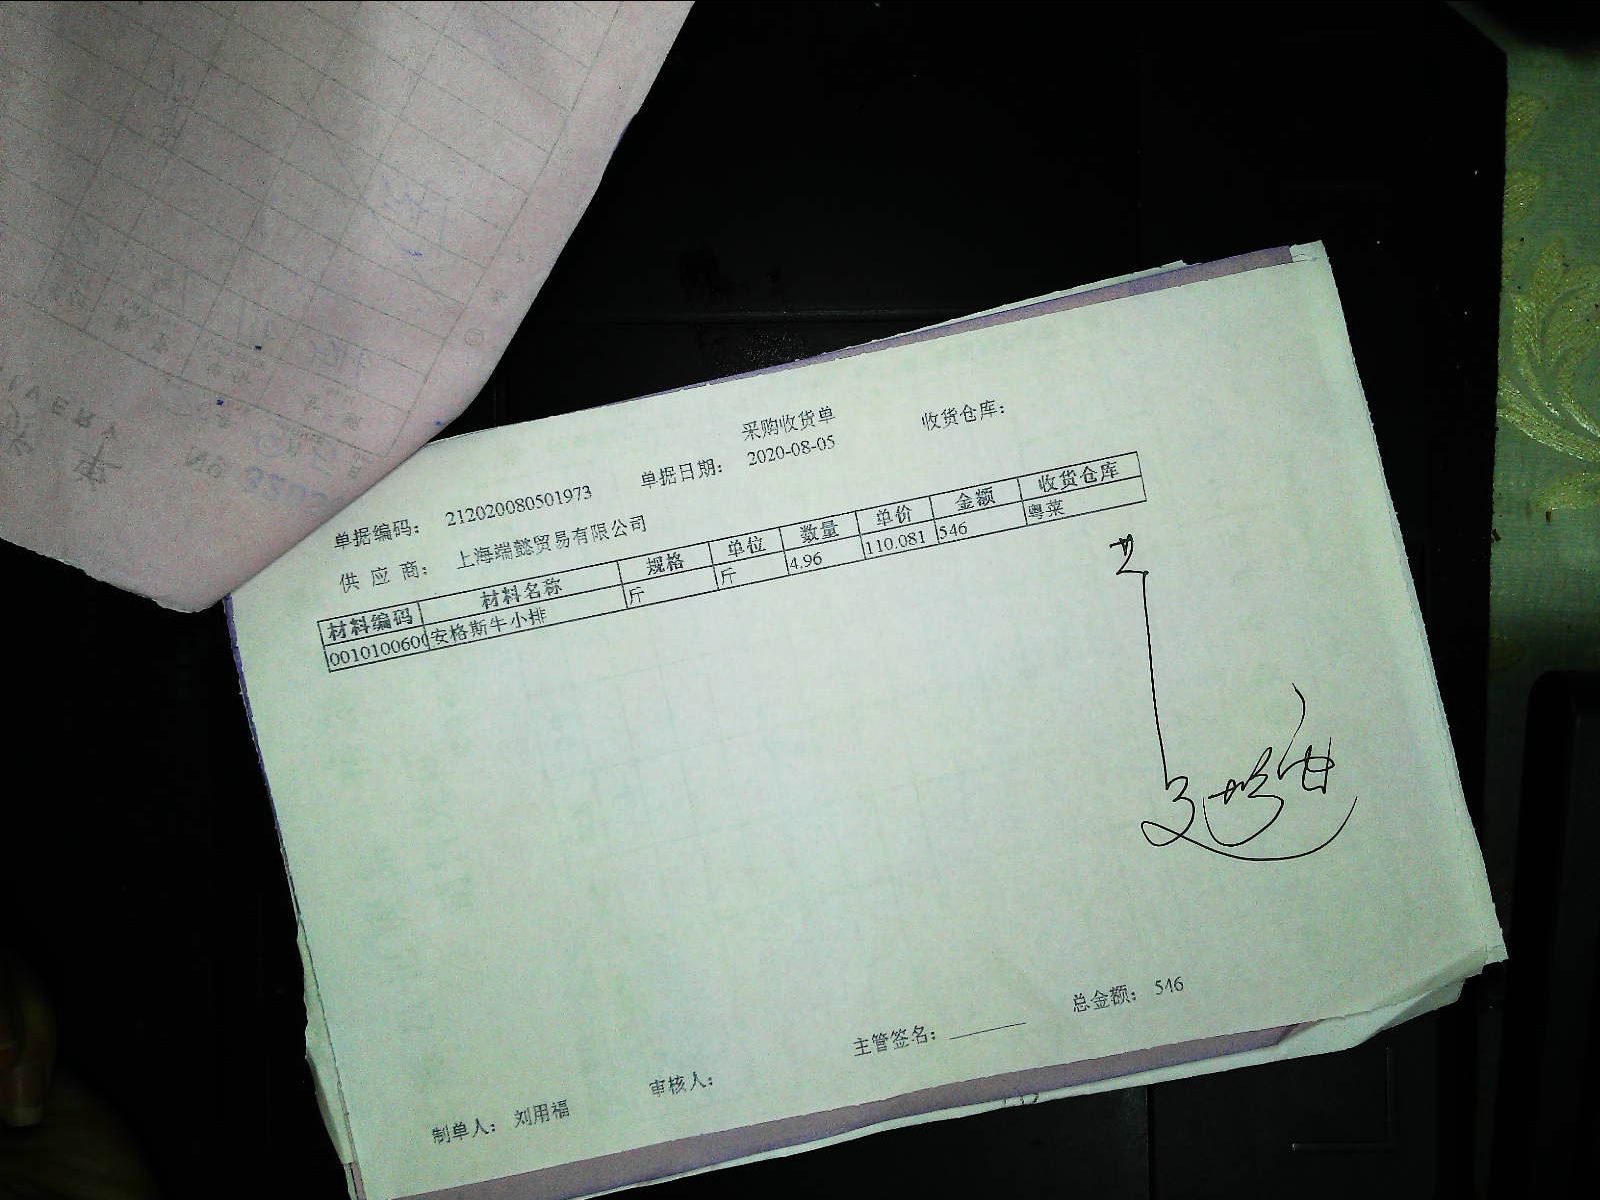 采购收货单
单据编码： 212020080501973 单据日期： 2020-08-05 收货仓库：
供 应 商： 上海端懿贸易有限公司
材料编码 材料名称 规格 单位 数量 单价 金额 收货仓库
0010100600 安格斯牛小排 斤 斤 4.96 110.081 546 粤菜
主管签名： 总金额： 546
制单人： 刘用福 审核人：